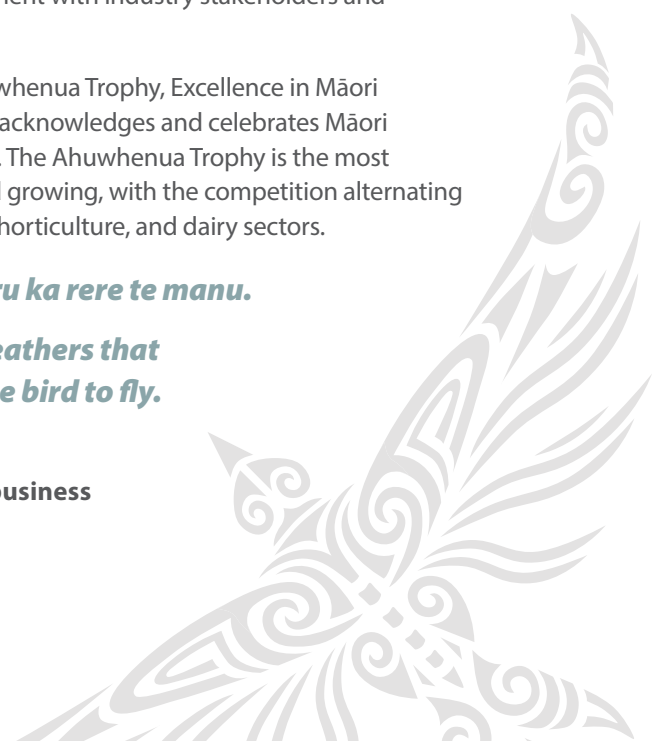 ment with industry stakeholders and
whenua Trophy, Excellence in Māori
acknowledges and celebrates Māori
. The Ahuwhenua Trophy is the most
growing, with the competition alternating
horticulture, and dairy sectors.
ru ka rere te manu.
eathers that
e bird to fly.
business